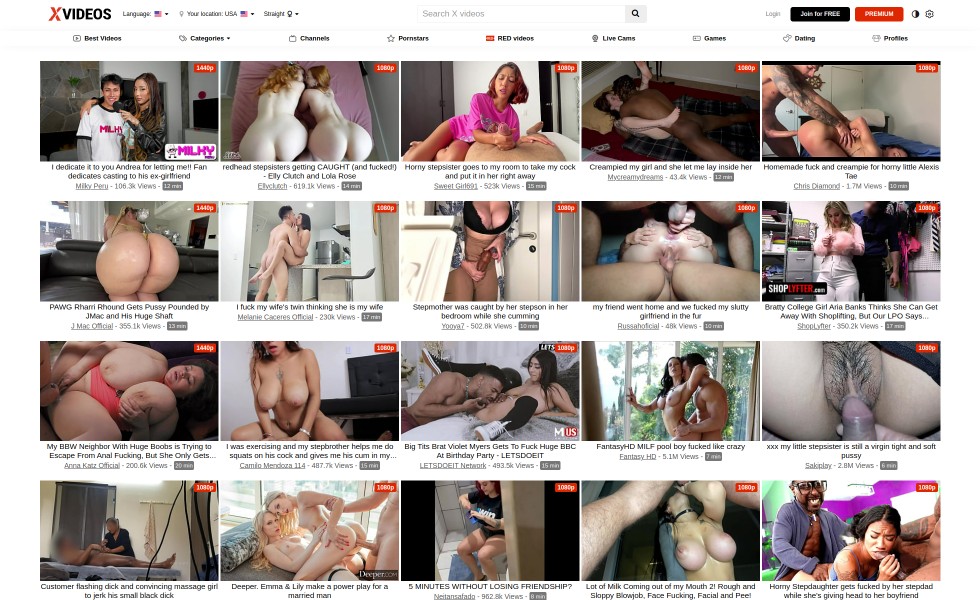 XVIDEOS
Language:
Your location: USA
Straight
Search X videos
Login
Join for FREE
PREMIUM
Best Videos
Categories
Channels
Pornstars
RED videos
Live Cams
Games
Dating
Profiles
1440p
1080p
1080p
1080p
1080p
MILKY
I dedicate it to you Andrea for letting me!! Fan
dedicates casting to his ex-girlfriend
Milky Peru - 106.3k Views - 12 min
redhead stepsisters getting CAUGHT (and fucked!)
- Elly Clutch and Lola Rose
Ellyclutch - 619.1k Views - 14 min
Horny stepsister goes to my room to take my cock
and put it in her right away
Sweet Girl691 - 523k Views - 15 min
Creampied my girl and she let me lay inside her
Mycreamydreams - 43.4k Views - 12 min
Homemade fuck and creampie for horny little Alexis
Tae
Chris Diamond - 1.7M Views - 10 min
1440p
1080p
1080p
1080p
1080p
SHOPLYFTER.com
PAWG Rharri Rhound Gets Pussy Pounded by
JMac and His Huge Shaft
J Mac Official - 355.1k Views - 13 min
I fuck my wife's twin thinking she is my wife
Melanie Caceres Official - 230k Views - 17 min
Stepmother was caught by her stepson in her
bedroom while she cumming
Yooya7 - 502.8k Views - 10 min
my friend went home and we fucked my slutty
girlfriend in the fur
Russahoficial - 48k Views - 10 min
Bratty College Girl Aria Banks Thinks She Can Get
Away With Shoplifting, But Our LPO Says...
ShopLyfter - 350.2k Views - 17 min
1440p
1080p
LETS 1080p
1080p
1080p
M US
My BBW Neighbor With Huge Boobs is Trying to
Escape From Anal Fucking, But She Only Gets...
Anna Katz Official - 200.6k Views - 20 min
I was exercising and my stepbrother helps me do
squats on his cock and gives me his cum in my...
Camilo Mendoza 114 - 487.7k Views - 15 min
Big Tits Brat Violet Myers Gets To Fuck Huge BBC
At Birthday Party - LETSDOEIT
LETSDOEIT Network - 493.5k Views - 15 min
FantasyHD MILF pool boy fucked like crazy
Fantasy HD - 5.1M Views - 7 min
xxx my little stepsister is still a virgin tight and soft
pussy
Sakiplay - 2.8M Views - 6 min
1080p
1080p
1080p
1080p
1080p
Deeper.com
Customer flashing dick and convincing massage girl
to jerk his small black dick
Deeper. Emma & Lily make a power play for a
married man
5 MINUTES WITHOUT LOSING FRIENDSHIP?
Neitansafado - 962.8k Views - 8 min
Lot of Milk Coming out of my Mouth 2! Rough and
Sloppy Blowjob, Face Fucking, Facial and Pee!
Horny Stepdaughter gets fucked by her stepdad
while she's giving head to her boyfriend